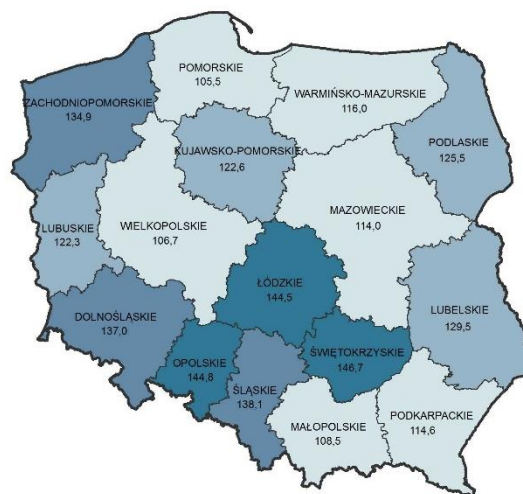 POMORSKIE
105,5
WARMIŃSKO-MAZURSKIE
116,0
ZACHODNIOPOMORSKIE
134,9
KUJAWSKO-POMORSKIE
122,6
PODLASKIE
125,5
MAZOWIECKIE
114,0
WIELKOPOLSKIE
106,7
LUBUSKIE
122,3
ŁÓDZKIE
144,5
LUBELSKIE
129,5
DOLNOŚLĄSKIE
137,0
ŚWIĘTOKRZYSKIE
146,7
OPOLSKIE
144,8
ŚLĄSKIE
138,1
MAŁOPOLSKIE
108,5
PODKARPACKIE
114,6